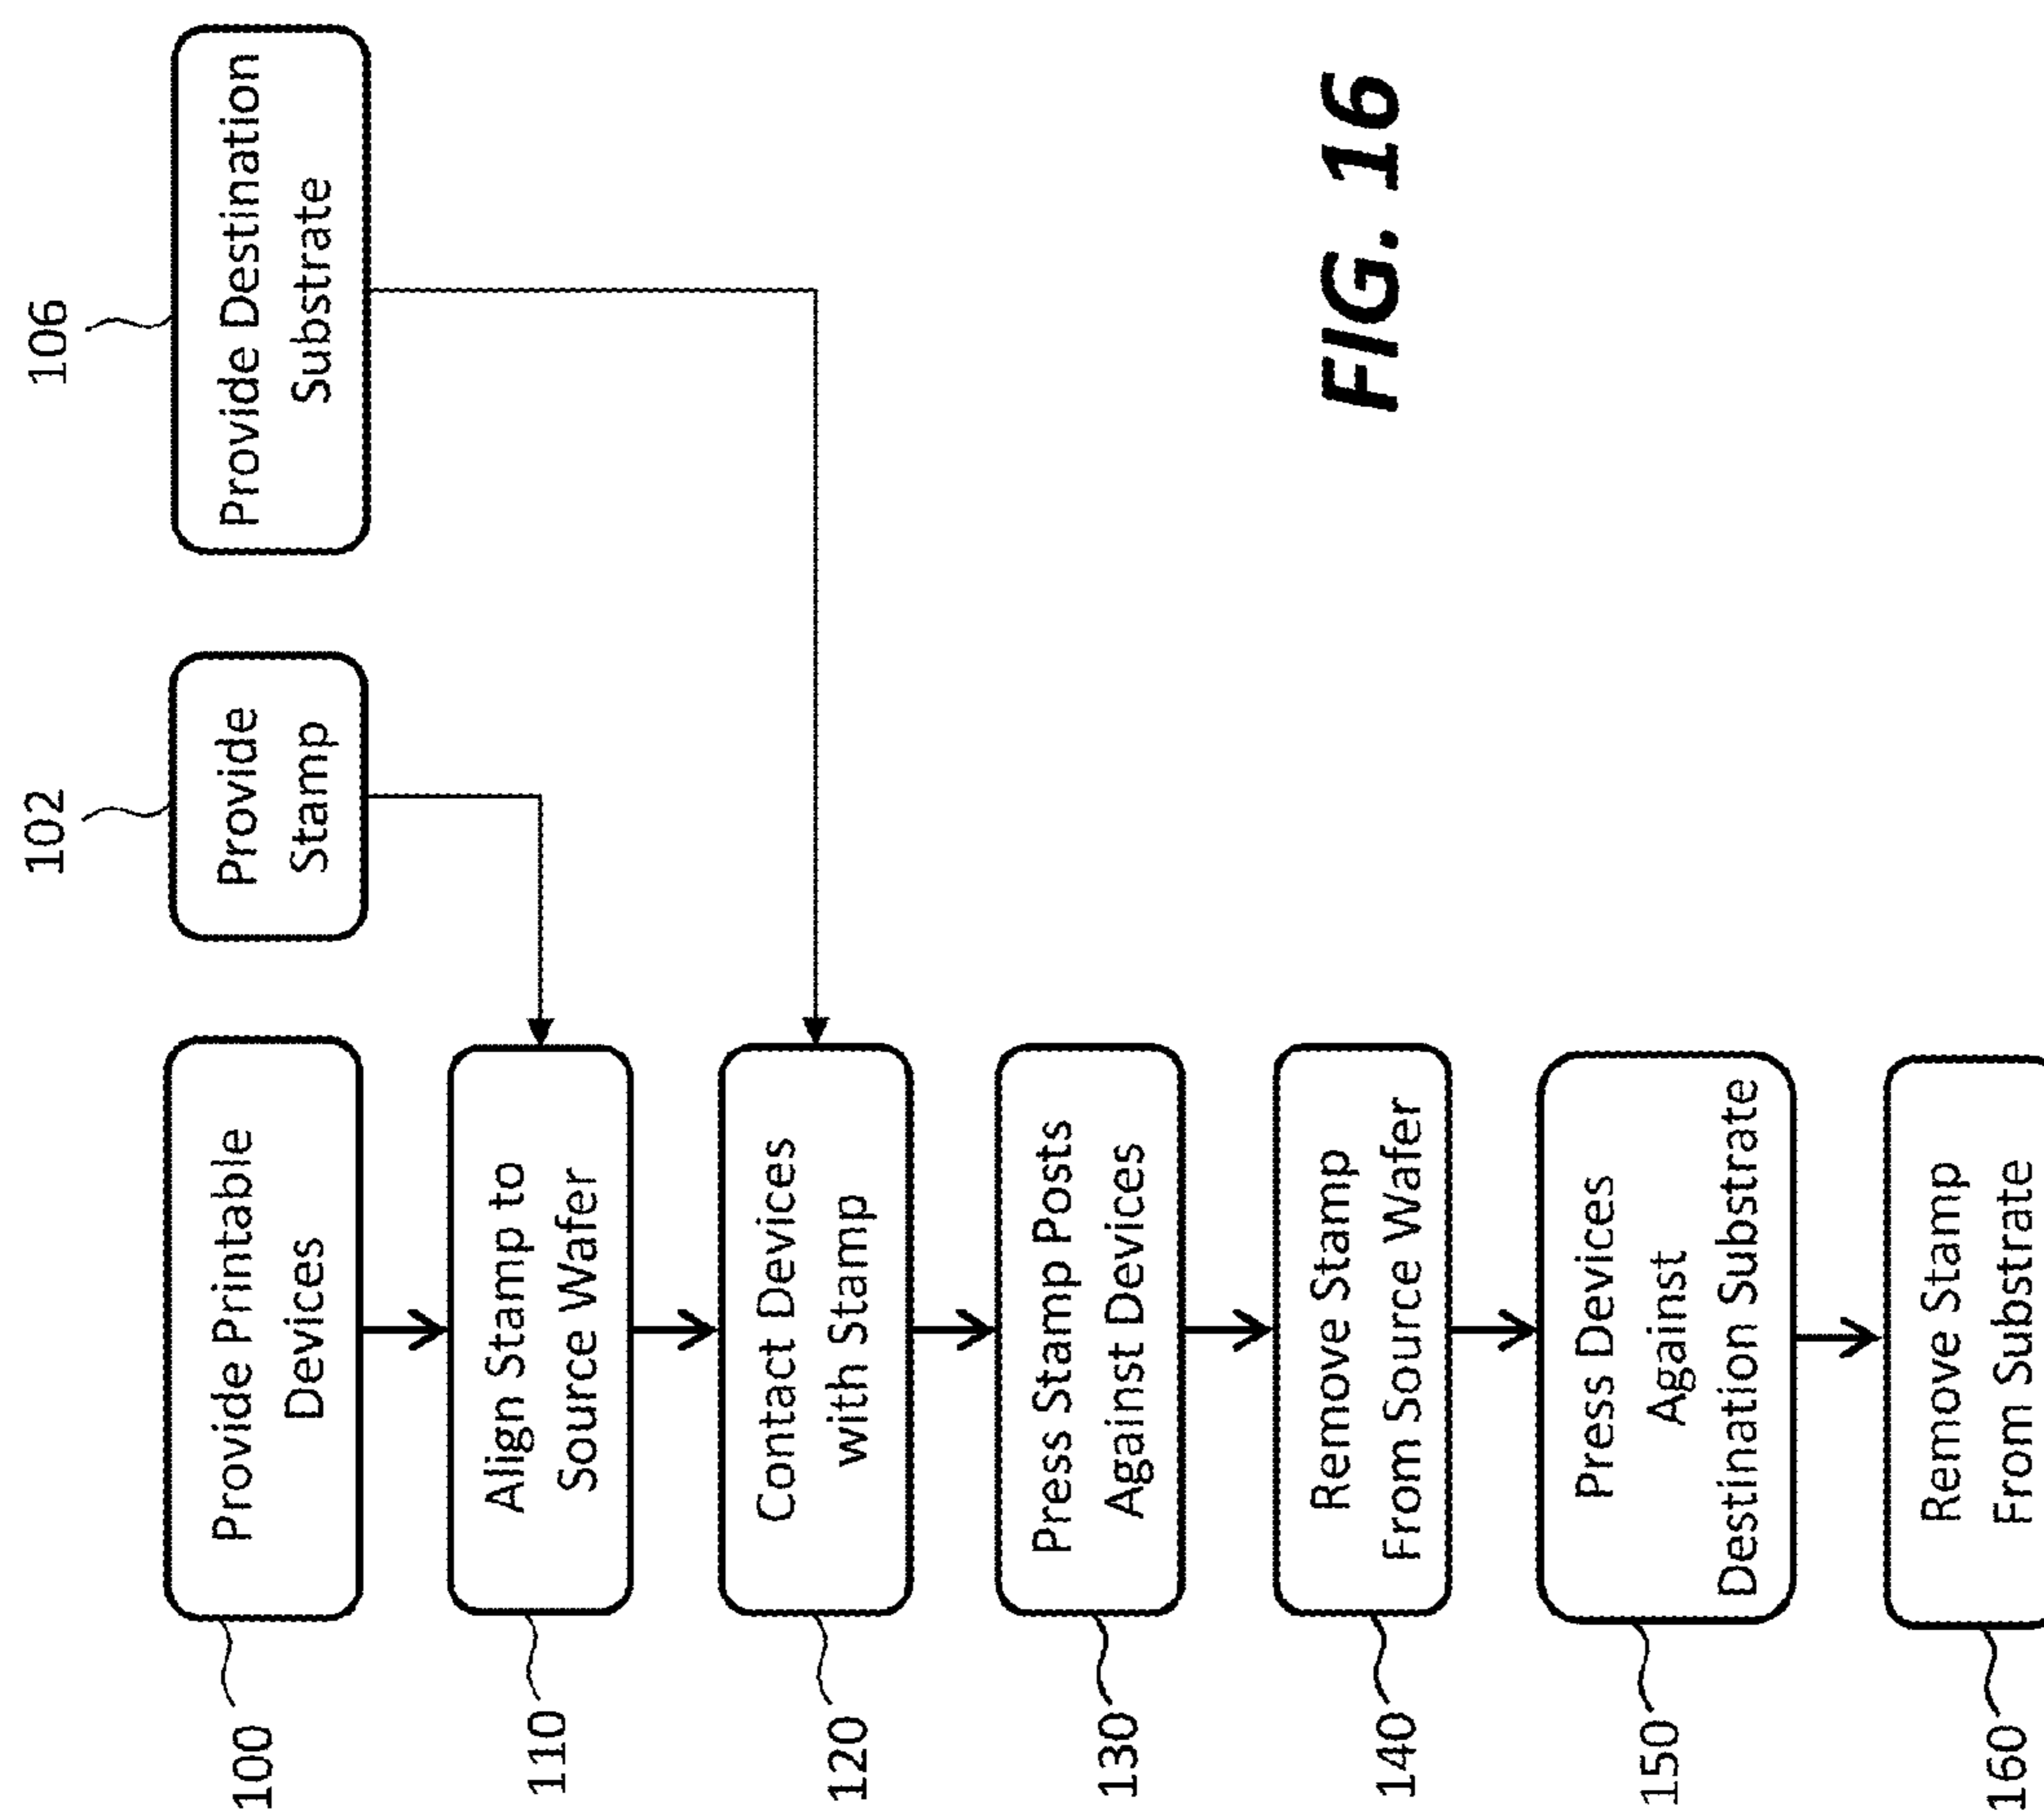 100
Provide Printable
Devices
102
Provide
Stamp
106
Provide Destination
Substrate
110
Align Stamp to
Source Wafer
120
Contact Devices
with Stamp
130
Press Stamp Posts
Against Devices
140
Remove Stamp
From Source Wafer
150
Press Devices
Against
Destination Substrate
160
Remove Stamp
From Substrate
FIG. 16